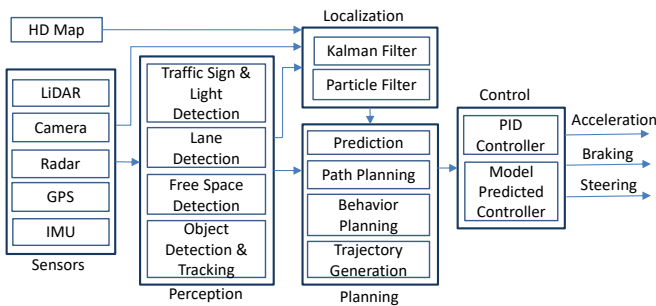 HD Map
LiDAR
Camera
Radar
GPS
IMU
Sensors
Traffic Sign &
Light
Detection
Lane
Detection
Free Space
Detection
Object
Detection &
Tracking
Perception
Localization
Kalman Filter
Particle Filter
Prediction
Path Planning
Behavior
Planning
Trajectory
Generation
Planning
Control
PID
Controller
Model
Predicted
Controller
Acceleration
Braking
Steering